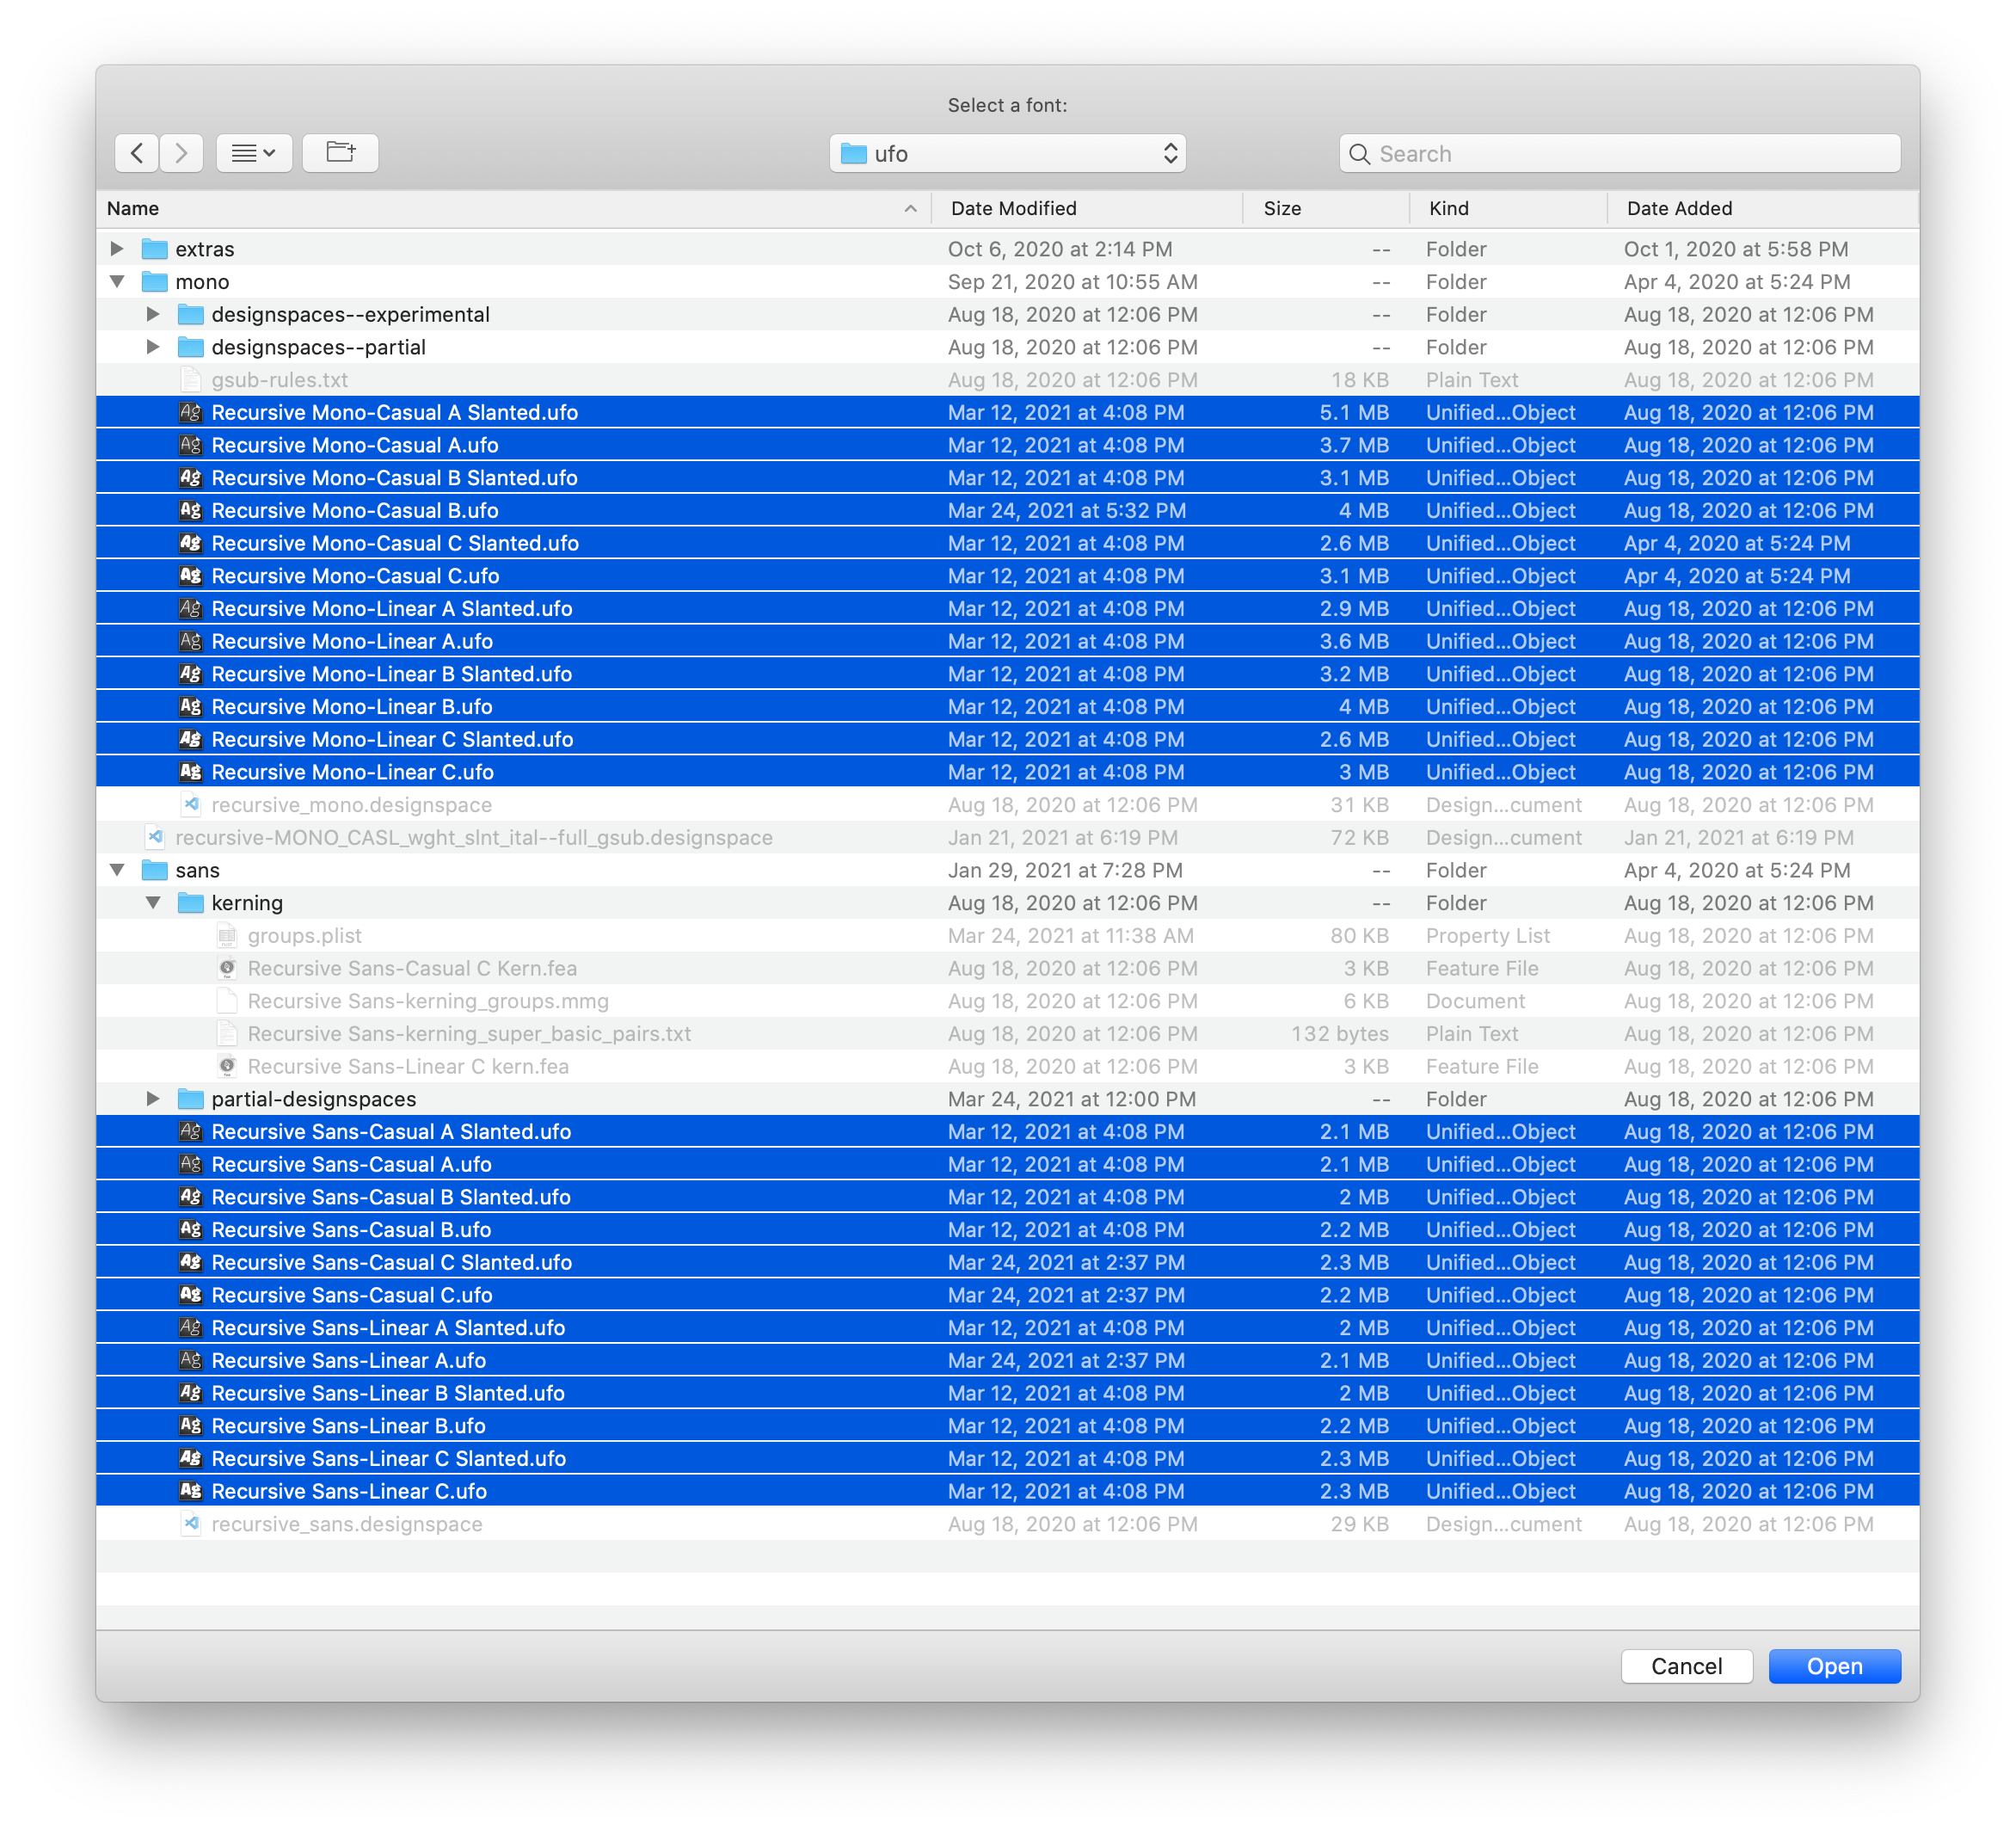 Select a font:
ufo
Search
Name Date Modified Size Kind Date Added
extras Oct 6, 2020 at 2:14 PM -- Folder Oct 1, 2020 at 5:58 PM
mono Sep 21, 2020 at 10:55 AM -- Folder Apr 4, 2020 at 5:24 PM
designspaces--experimental Aug 18, 2020 at 12:06 PM -- Folder Aug 18, 2020 at 12:06 PM
designspaces--partial Aug 18, 2020 at 12:06 PM -- Folder Aug 18, 2020 at 12:06 PM
gsub-rules.txt Aug 18, 2020 at 12:06 PM 18 KB Plain Text Aug 18, 2020 at 12:06 PM
Ag Recursive Mono-Casual A Slanted.ufo Mar 12, 2021 at 4:08 PM 5.1 MB Unified...Object Aug 18, 2020 at 12:06 PM
Ag Recursive Mono-Casual A.ufo Mar 12, 2021 at 4:08 PM 3.7 MB Unified...Object Aug 18, 2020 at 12:06 PM
Ag Recursive Mono-Casual B Slanted.ufo Mar 12, 2021 at 4:08 PM 3.1 MB Unified...Object Aug 18, 2020 at 12:06 PM
Ag Recursive Mono-Casual B.ufo Mar 24, 2021 at 5:32 PM 4 MB Unified...Object Aug 18, 2020 at 12:06 PM
Ag Recursive Mono-Casual C Slanted.ufo Mar 12, 2021 at 4:08 PM 2.6 MB Unified...Object Apr 4, 2020 at 5:24 PM
Ag Recursive Mono-Casual C.ufo Mar 12, 2021 at 4:08 PM 3.1 MB Unified...Object Apr 4, 2020 at 5:24 PM
Ag Recursive Mono-Linear A Slanted.ufo Mar 12, 2021 at 4:08 PM 2.9 MB Unified...Object Aug 18, 2020 at 12:06 PM
Ag Recursive Mono-Linear A.ufo Mar 12, 2021 at 4:08 PM 3.6 MB Unified...Object Aug 18, 2020 at 12:06 PM
Ag Recursive Mono-Linear B Slanted.ufo Mar 12, 2021 at 4:08 PM 3.2 MB Unified...Object Aug 18, 2020 at 12:06 PM
Ag Recursive Mono-Linear B.ufo Mar 12, 2021 at 4:08 PM 4 MB Unified...Object Aug 18, 2020 at 12:06 PM
Ag Recursive Mono-Linear C Slanted.ufo Mar 12, 2021 at 4:08 PM 2.6 MB Unified...Object Aug 18, 2020 at 12:06 PM
Ag Recursive Mono-Linear C.ufo Mar 12, 2021 at 4:08 PM 3 MB Unified...Object Aug 18, 2020 at 12:06 PM
recursive_mono.designspace Aug 18, 2020 at 12:06 PM 31 KB Design...cument Aug 18, 2020 at 12:06 PM
recursive-MONO_CASL_wght_slnt_ital--full_gsub.designspace Jan 21, 2021 at 6:19 PM 72 KB Design...cument Jan 21, 2021 at 6:19 PM
sans Jan 29, 2021 at 7:28 PM -- Folder Apr 4, 2020 at 5:24 PM
kerning Aug 18, 2020 at 12:06 PM -- Folder Aug 18, 2020 at 12:06 PM
groups.plist Mar 24, 2021 at 11:38 AM 80 KB Property List Aug 18, 2020 at 12:06 PM
Recursive Sans-Casual C Kern.fea Aug 18, 2020 at 12:06 PM 3 KB Feature File Aug 18, 2020 at 12:06 PM
Recursive Sans-kerning_groups.mmg Aug 18, 2020 at 12:06 PM 6 KB Document Aug 18, 2020 at 12:06 PM
Recursive Sans-kerning_super_basic_pairs.txt Aug 18, 2020 at 12:06 PM 132 bytes Plain Text Aug 18, 2020 at 12:06 PM
Recursive Sans-Linear C kern.fea Aug 18, 2020 at 12:06 PM 3 KB Feature File Aug 18, 2020 at 12:06 PM
partial-designspaces Mar 24, 2021 at 12:00 PM -- Folder Aug 18, 2020 at 12:06 PM
Ag Recursive Sans-Casual A Slanted.ufo Mar 12, 2021 at 4:08 PM 2.1 MB Unified...Object Aug 18, 2020 at 12:06 PM
Ag Recursive Sans-Casual A.ufo Mar 12, 2021 at 4:08 PM 2.1 MB Unified...Object Aug 18, 2020 at 12:06 PM
Ag Recursive Sans-Casual B Slanted.ufo Mar 12, 2021 at 4:08 PM 2 MB Unified...Object Aug 18, 2020 at 12:06 PM
Ag Recursive Sans-Casual B.ufo Mar 12, 2021 at 4:08 PM 2.2 MB Unified...Object Aug 18, 2020 at 12:06 PM
Ag Recursive Sans-Casual C Slanted.ufo Mar 24, 2021 at 2:37 PM 2.3 MB Unified...Object Aug 18, 2020 at 12:06 PM
Ag Recursive Sans-Casual C.ufo Mar 24, 2021 at 2:37 PM 2.2 MB Unified...Object Aug 18, 2020 at 12:06 PM
Ag Recursive Sans-Linear A Slanted.ufo Mar 12, 2021 at 4:08 PM 2 MB Unified...Object Aug 18, 2020 at 12:06 PM
Ag Recursive Sans-Linear A.ufo Mar 24, 2021 at 2:37 PM 2.1 MB Unified...Object Aug 18, 2020 at 12:06 PM
Ag Recursive Sans-Linear B Slanted.ufo Mar 12, 2021 at 4:08 PM 2 MB Unified...Object Aug 18, 2020 at 12:06 PM
Ag Recursive Sans-Linear B.ufo Mar 12, 2021 at 4:08 PM 2.2 MB Unified...Object Aug 18, 2020 at 12:06 PM
Ag Recursive Sans-Linear C Slanted.ufo Mar 12, 2021 at 4:08 PM 2.3 MB Unified...Object Aug 18, 2020 at 12:06 PM
Ag Recursive Sans-Linear C.ufo Mar 12, 2021 at 4:08 PM 2.3 MB Unified...Object Aug 18, 2020 at 12:06 PM
recursive_sans.designspace Aug 18, 2020 at 12:06 PM 29 KB Design...cument Aug 18, 2020 at 12:06 PM
Cancel Open